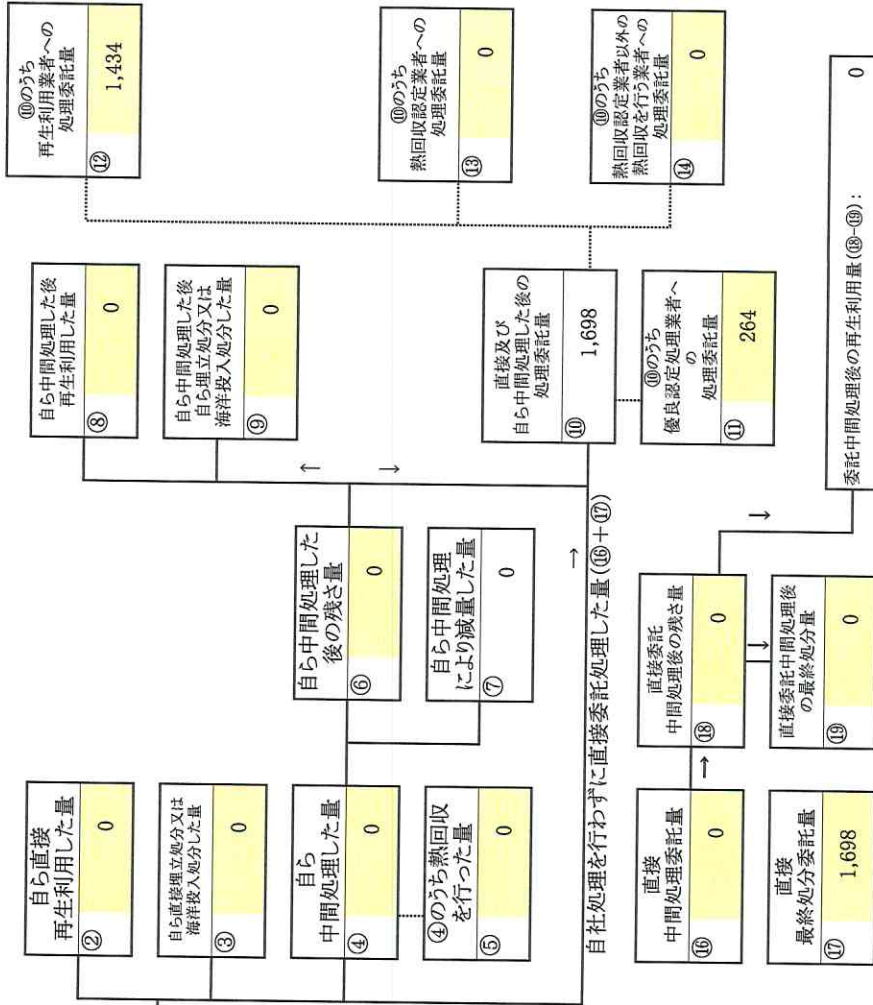 自ら直接
再生利用した量
② 0
自ら直接埋立処分又は
海洋投入処分した量
③ 0
自ら
中間処理した量
④ 0
④のうち熱回収
を行った量
⑤ 0
自ら中間処理した
後の残さ量
⑥ 0
自ら中間処理
により減量した量
⑦ 0
自ら中間処理した後
再生利用した量
⑧ 0
自ら中間処理した後
自ら埋立処分又は
海洋投入処分した量
⑨ 0
直接及び
自ら中間処理した後の
処理委託量
⑩ 1,698
⑩のうち
優良認定処理業者へ
の
処理委託量
⑪ 264
⑩のうち
再生利用業者への
処理委託量
⑫ 1,434
⑩のうち
熱回収認定業者への
処理委託量
⑬ 0
⑩のうち
熱回収認定業者以外の
熱回収を行う業者への
処理委託量
⑭ 0
自社処理を行わずに直接委託処理した量(⑯+⑰)
→
直接
中間処理委託量
⑯ 0
直接
最終処分委託量
⑰ 1,698
直接委託
中間処理後の残さ量
⑱ 0
直接委託中間処理後
の最終処分量
⑲ 0
委託中間処理後の再生利用量(⑱-⑲): 0